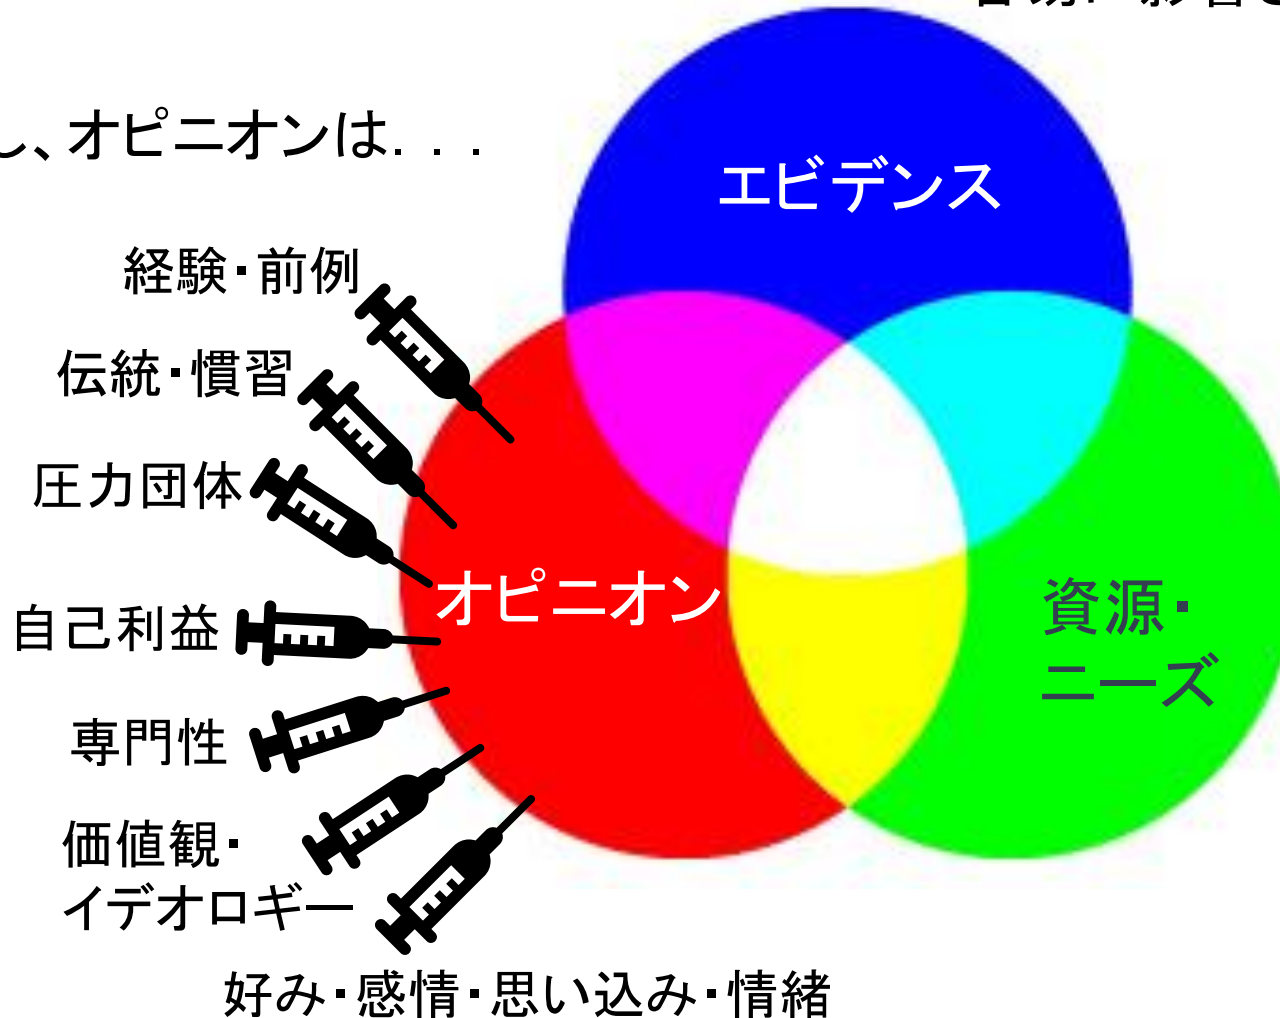 し、オピニオンは. . .
エビデンス
経験・前例
伝統・慣習
圧力団体
自己利益
専門性
価値観・
イデオロギー
好み・感情・思い込み・情緒
オピニオン
資源・
ニーズ